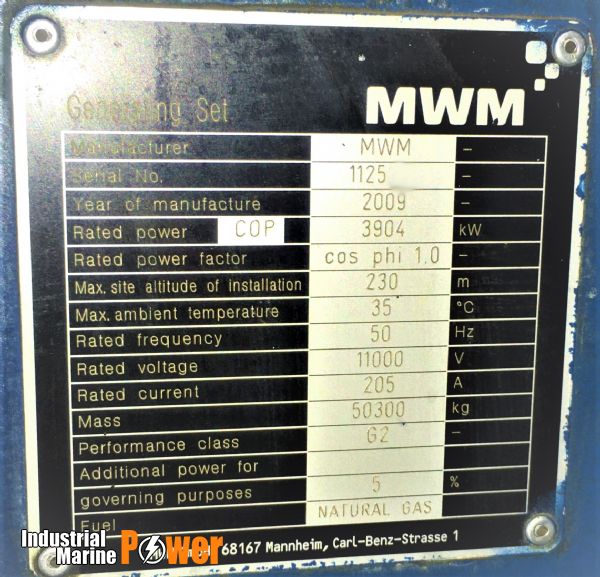 Generating Set MWM
Manufacturer MWM -
Serial No. 1125 -
Year of manufacture 2009 -
Rated power COP 3904 kW
Rated power factor cos phi 1.0 -
Max. site altitude of installation 230 m
Max. ambient temperature 35 °C
Rated frequency 50 Hz
Rated voltage 11000 V
Rated current 205 A
Mass 50300 kg
Performance class G2 -
Additional power for
governing purposes 5 %
Fuel NATURAL GAS
68167 Mannheim, Carl-Benz-Strasse 1
Industrial
Marine Power